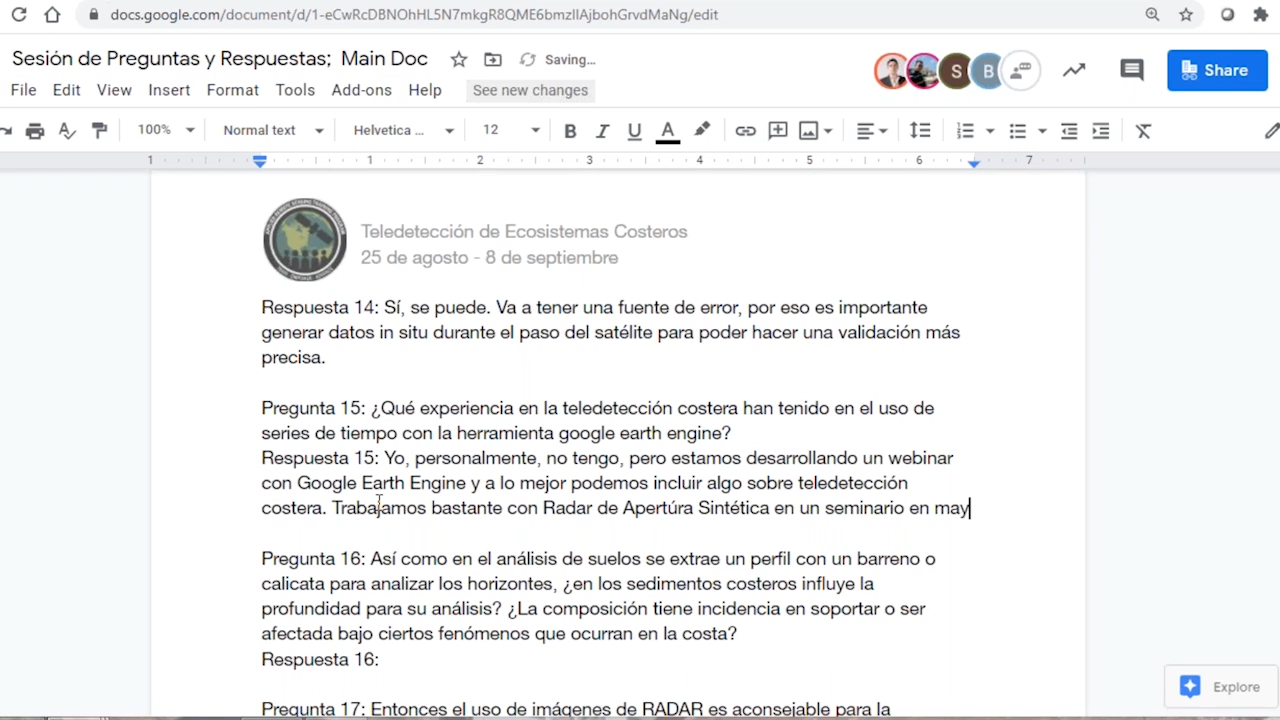 docs.google.com/document/d/1-eCwRcDBNOhHL5N7mkgR8QME6bmzlIAjbohGrvdMaNg/edit
Sesión de Preguntas y Respuestas; Main Doc
Saving...
S
B
Share
File Edit View Insert Format Tools Add-ons Help
See new changes
100% Normal text Helvetica ... 12
1 1 2 3 4 5 6 7
Teledetección de Ecosistemas Costeros
25 de agosto - 8 de septiembre
Respuesta 14: Sí, se puede. Va a tener una fuente de error, por eso es importante
generar datos in situ durante el paso del satélite para poder hacer una validación más
precisa.
Pregunta 15: ¿Qué experiencia en la teledetección costera han tenido en el uso de
series de tiempo con la herramienta google earth engine?
Respuesta 15: Yo, personalmente, no tengo, pero estamos desarrollando un webinar
con Google Earth Engine y a lo mejor podemos incluir algo sobre teledetección
costera. Trabajamos bastante con Radar de Apertúra Sintética en un seminario en may
Pregunta 16: Así como en el análisis de suelos se extrae un perfil con un barreno o
calicata para analizar los horizontes, ¿en los sedimentos costeros influye la
profundidad para su análisis? ¿La composición tiene incidencia en soportar o ser
afectada bajo ciertos fenómenos que ocurran en la costa?
Respuesta 16:
Pregunta 17: Entonces el uso de imágenes de RADAR es aconsejable para la
Explore